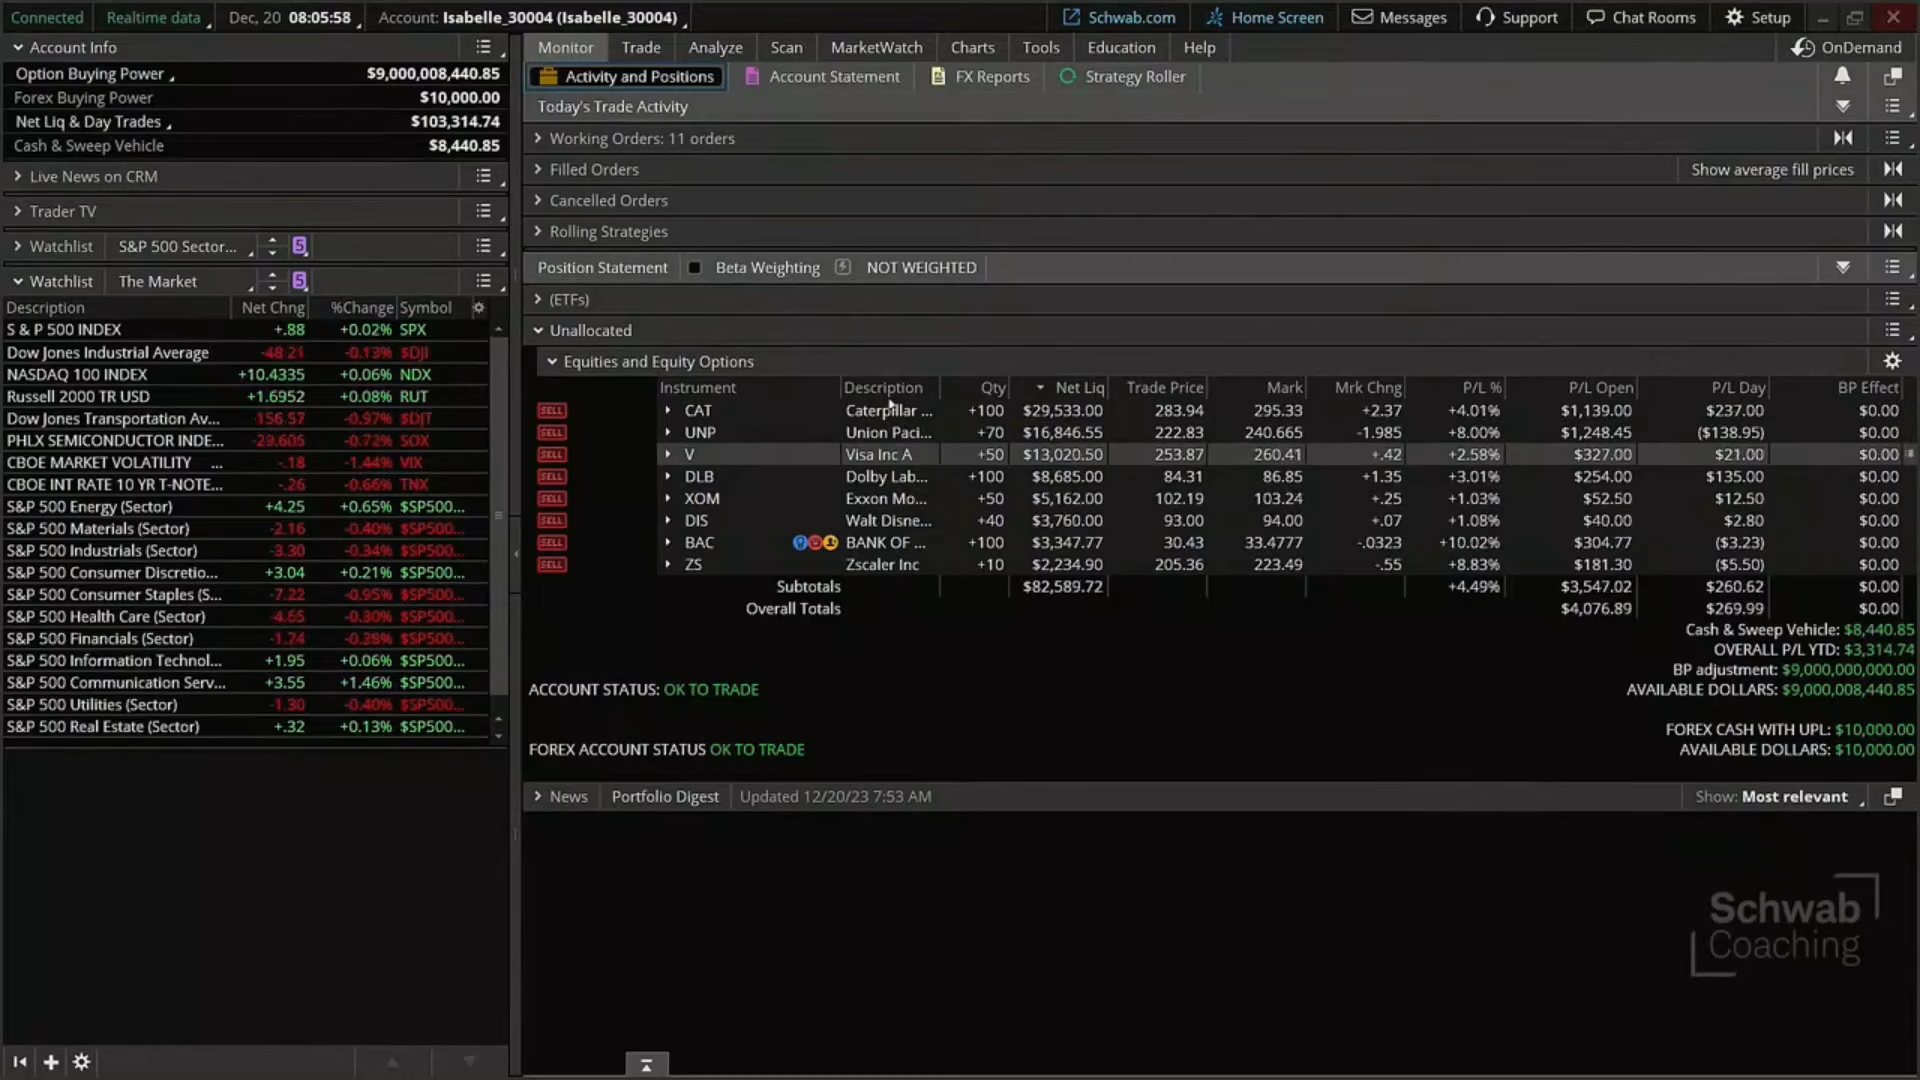 Connected Realtime data Dec, 20 08:05:58 Account: Isabelle_30004 (Isabelle_30004) Schwab.com Home Screen Messages Support Chat Rooms Setup
Account Info
Option Buying Power $9,000,008,440.85
Forex Buying Power $10,000.00
Net Liq & Day Trades $103,314.74
Cash & Sweep Vehicle $8,440.85
Live News on CRM
Trader TV
Watchlist S&P 500 Sector... 5
Watchlist The Market 5
Description Net Chng %Change Symbol
S & P 500 INDEX +.88 +0.02% SPX
Dow Jones Industrial Average -48.21 -0.13% $DJI
NASDAQ 100 INDEX +10.4335 +0.06% NDX
Russell 2000 TR USD +1.6952 +0.08% RUT
Dow Jones Transportation Av... -156.57 -0.97% $DJT
PHLX SEMICONDUCTOR INDE... -29.606 -0.72% SOX
CBOE MARKET VOLATILITY ... -.18 -1.44% VIX
CBOE INT RATE 10 YR T-NOTE... -.26 -0.66% TNX
S&P 500 Energy (Sector) +4.25 +0.65% $SP500...
S&P 500 Materials (Sector) -2.16 -0.40% $SP500...
S&P 500 Industrials (Sector) -3.30 -0.34% $SP500...
S&P 500 Consumer Discretio... +3.04 +0.21% $SP500...
S&P 500 Consumer Staples (S... -7.22 -0.95% $SP500...
S&P 500 Health Care (Sector) -4.65 -0.30% $SP500...
S&P 500 Financials (Sector) -1.74 -0.28% $SP500...
S&P 500 Information Technol... +1.95 +0.06% $SP500...
S&P 500 Communication Serv... +3.55 +1.46% $SP500...
S&P 500 Utilities (Sector) -1.30 -0.40% $SP500...
S&P 500 Real Estate (Sector) +.32 +0.13% $SP500...
Monitor Trade Analyze Scan MarketWatch Charts Tools Education Help OnDemand
Activity and Positions Account Statement FX Reports Strategy Roller
Today's Trade Activity
Working Orders: 11 orders
Filled Orders Show average fill prices
Cancelled Orders
Rolling Strategies
Position Statement Beta Weighting NOT WEIGHTED
(ETFs)
Unallocated
Equities and Equity Options
Instrument Description Qty Net Liq Trade Price Mark Mrk Chng P/L % P/L Open P/L Day BP Effect
SELL CAT Caterpillar ... +100 $29,533.00 283.94 295.33 +2.37 +4.01% $1,139.00 $237.00 $0.00
SELL UNP Union Paci... +70 $16,846.55 222.83 240.665 -1.985 +8.00% $1,248.45 ($138.95) $0.00
SELL V Visa Inc A +50 $13,020.50 253.87 260.41 +.42 +2.58% $327.00 $21.00 $0.00
SELL DLB Dolby Lab... +100 $8,685.00 84.31 86.85 +1.35 +3.01% $254.00 $135.00 $0.00
SELL XOM Exxon Mo... +50 $5,162.00 102.19 103.24 +.25 +1.03% $52.50 $12.50 $0.00
SELL DIS Walt Disne... +40 $3,760.00 93.00 94.00 +.07 +1.08% $40.00 $2.80 $0.00
SELL BAC BANK OF ... +100 $3,347.77 30.43 33.4777 -.0323 +10.02% $304.77 ($3.23) $0.00
SELL ZS Zscaler Inc +10 $2,234.90 205.36 223.49 -.55 +8.83% $181.30 ($5.50) $0.00
Subtotals $82,589.72 +4.49% $3,547.02 $260.62 $0.00
Overall Totals $4,076.89 $269.99 $0.00
Cash & Sweep Vehicle: $8,440.85
OVERALL P/L YTD: $3,314.74
BP adjustment: $9,000,000,000.00
ACCOUNT STATUS: OK TO TRADE AVAILABLE DOLLARS: $9,000,008,440.85
FOREX CASH WITH UPL: $10,000.00
FOREX ACCOUNT STATUS OK TO TRADE AVAILABLE DOLLARS: $10,000.00
News Portfolio Digest Updated 12/20/23 7:53 AM Show: Most relevant
Schwab
Coaching